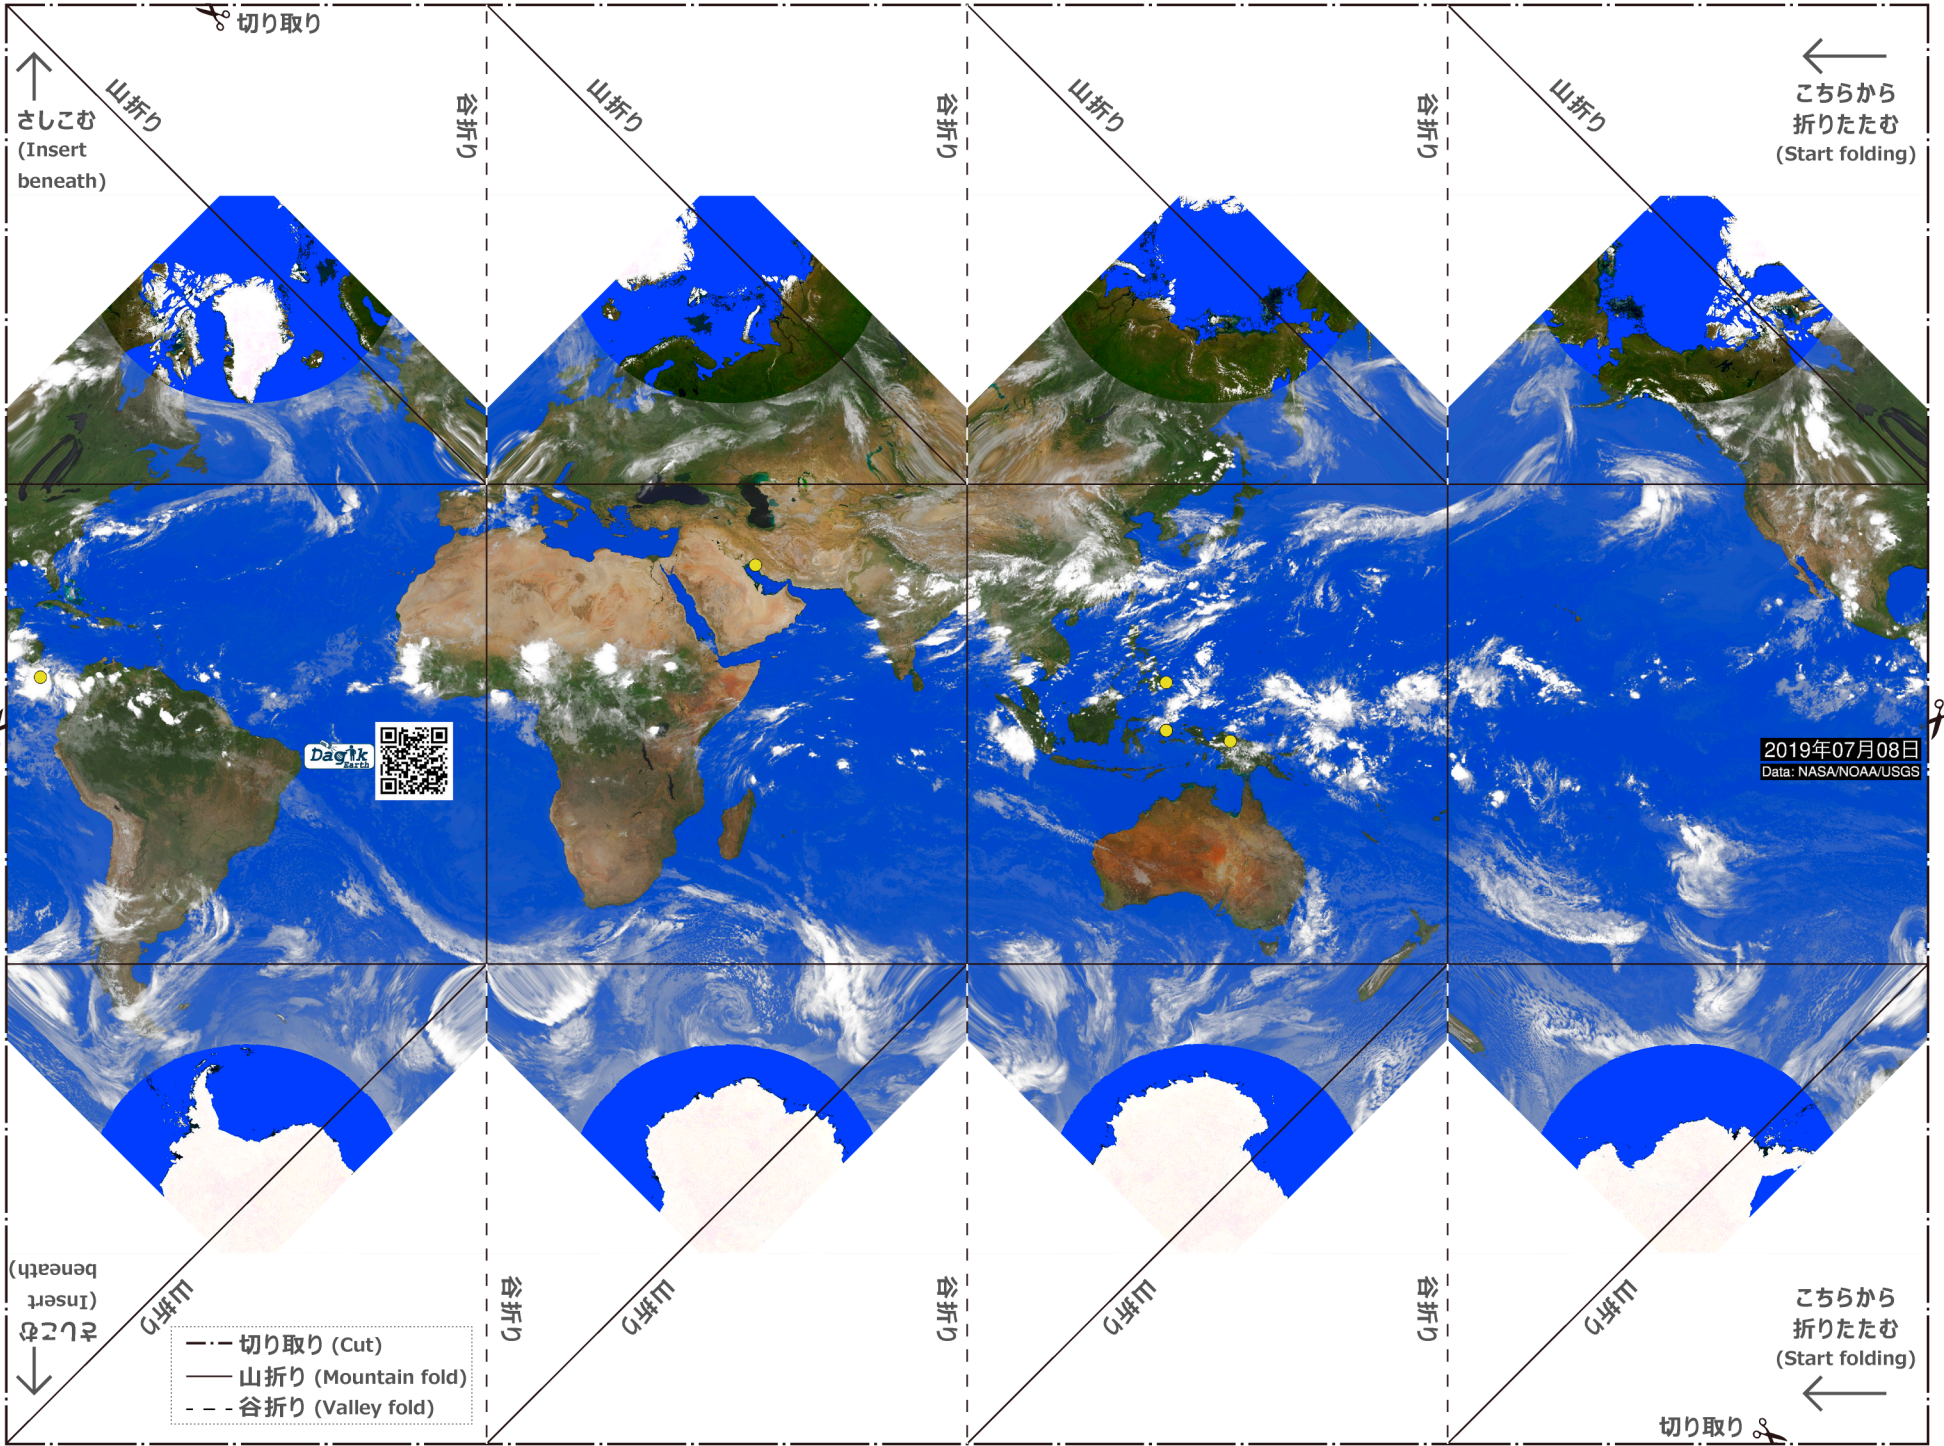 切り取り
山折り
谷折り
山折り
谷折り
山折り
谷折り
山折り
さしこむ
(Insert
beneath)
こちらから
折りたたむ
(Start folding)
Dagik
Earth
2019年07月08日
Data: NASA/NOAA/USGS
さしこむ
(Insert
beneath)
山折り
谷折り
山折り
谷折り
山折り
谷折り
山折り
こちらから
折りたたむ
(Start folding)
切り取り (Cut)
山折り (Mountain fold)
谷折り (Valley fold)
切り取り